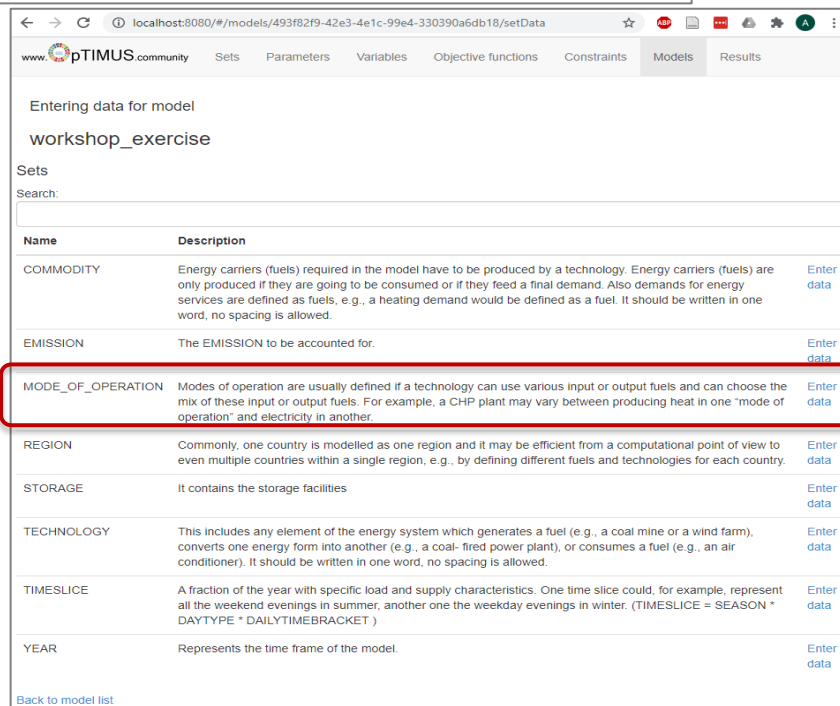 localhost:8080/#/models/493f82f9-42e3-4e1c-99e4-330390a6db18/setData
ABP
A
www. OpTIMUS.community Sets Parameters Variables Objective functions Constraints Models Results
Entering data for model
workshop_exercise
Sets
Search:
Name Description
COMMODITY Energy carriers (fuels) required in the model have to be produced by a technology. Energy carriers (fuels) are Enter
only produced if they are going to be consumed or if they feed a final demand. Also demands for energy data
services are defined as fuels, e.g., a heating demand would be defined as a fuel. It should be written in one
word, no spacing is allowed.
EMISSION The EMISSION to be accounted for. Enter
data
MODE_OF_OPERATION Modes of operation are usually defined if a technology can use various input or output fuels and can choose the Enter
mix of these input or output fuels. For example, a CHP plant may vary between producing heat in one “mode of data
operation” and electricity in another.
REGION Commonly, one country is modelled as one region and it may be efficient from a computational point of view to Enter
even multiple countries within a single region, e.g., by defining different fuels and technologies for each country. data
STORAGE It contains the storage facilities Enter
data
TECHNOLOGY This includes any element of the energy system which generates a fuel (e.g., a coal mine or a wind farm), Enter
converts one energy form into another (e.g., a coal- fired power plant), or consumes a fuel (e.g., an air data
conditioner). It should be written in one word, no spacing is allowed.
TIMESLICE A fraction of the year with specific load and supply characteristics. One time slice could, for example, represent Enter
all the weekend evenings in summer, another one the weekday evenings in winter. (TIMESLICE = SEASON * data
DAYTYPE * DAILYTIMEBRACKET )
YEAR Represents the time frame of the model. Enter
data
Back to model list